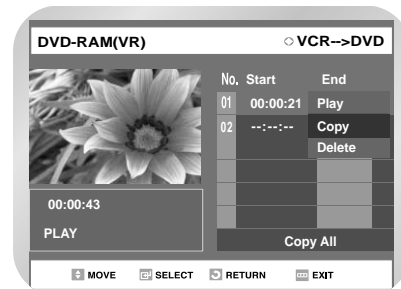 DVD-RAM(VR) VCR-->DVD
No. Start End
01 00:00:21 Play
02 --:--:-- Copy
Delete
00:00:43
PLAY
Copy All
MOVE SELECT RETURN EXIT